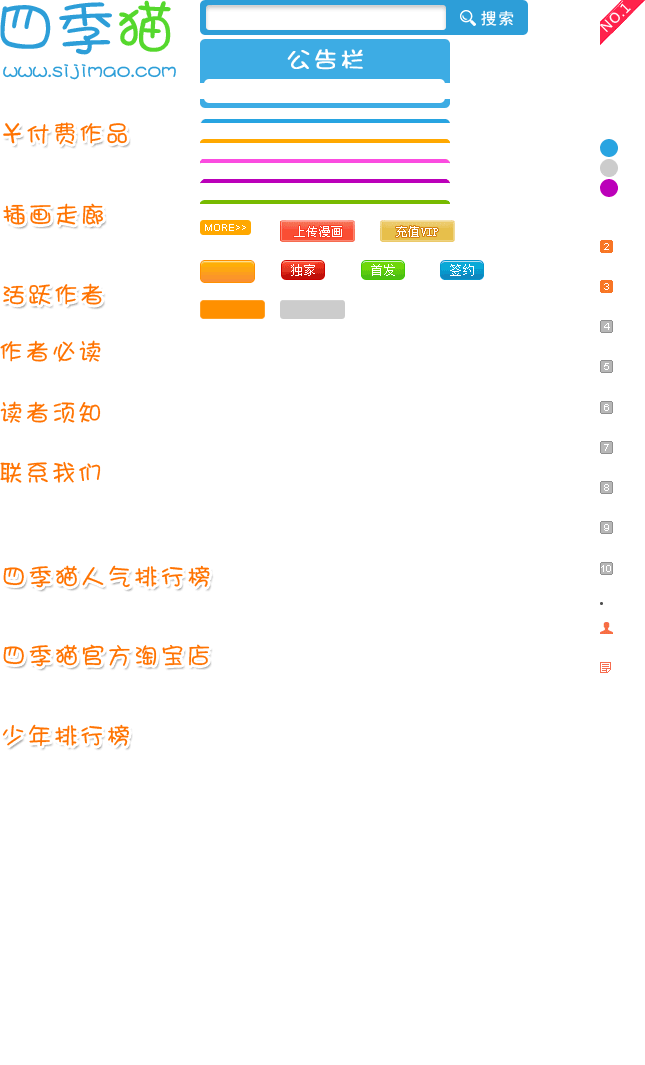 四季猫
www.sijimao.com
搜索
NO.1
公告栏
关付费作品
MORE>>
上传漫画
充值VIP
插画走廊
独家
首发
签约
活跃作者
作者必读
读者须知
联系我们
四季猫人气排行榜
四季猫官方淘宝店
少年排行榜
2
3
4
5
6
7
8
9
10